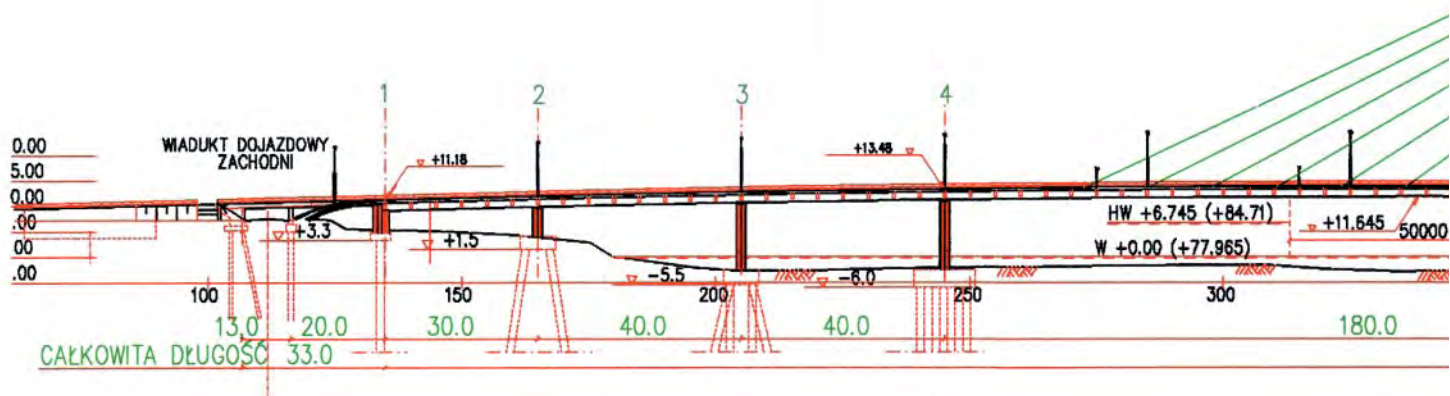 1 2 3 4
WIADUKT DOJAZDOWY
ZACHODNI
0.00
5.00
0.00
.00
.00
.00
+11.18
+13.48
+3.3
+1.5
-5.5
-6.0
HW +6.745 (+84.71)
+11.645
50000
W +0.00 (+77.965)
100 150 200 250 300
13.0 20.0 30.0 40.0 40.0 180.0
CAŁKOWITA DŁUGOŚĆ 33.0